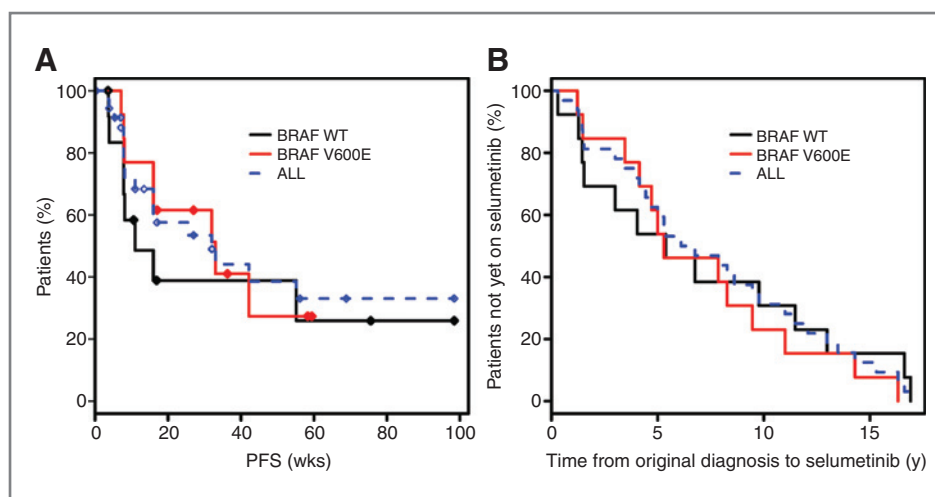 A
100
80
60
40
20
0
Patients (%)
BRAF WT
BRAF V600E
ALL
0 20 40 60 80 100
PFS (wks)
B
100
80
60
40
20
0
Patients not yet on selumetinib (%)
BRAF WT
BRAF V600E
ALL
0 5 10 15
Time from original diagnosis to selumetinib (y)